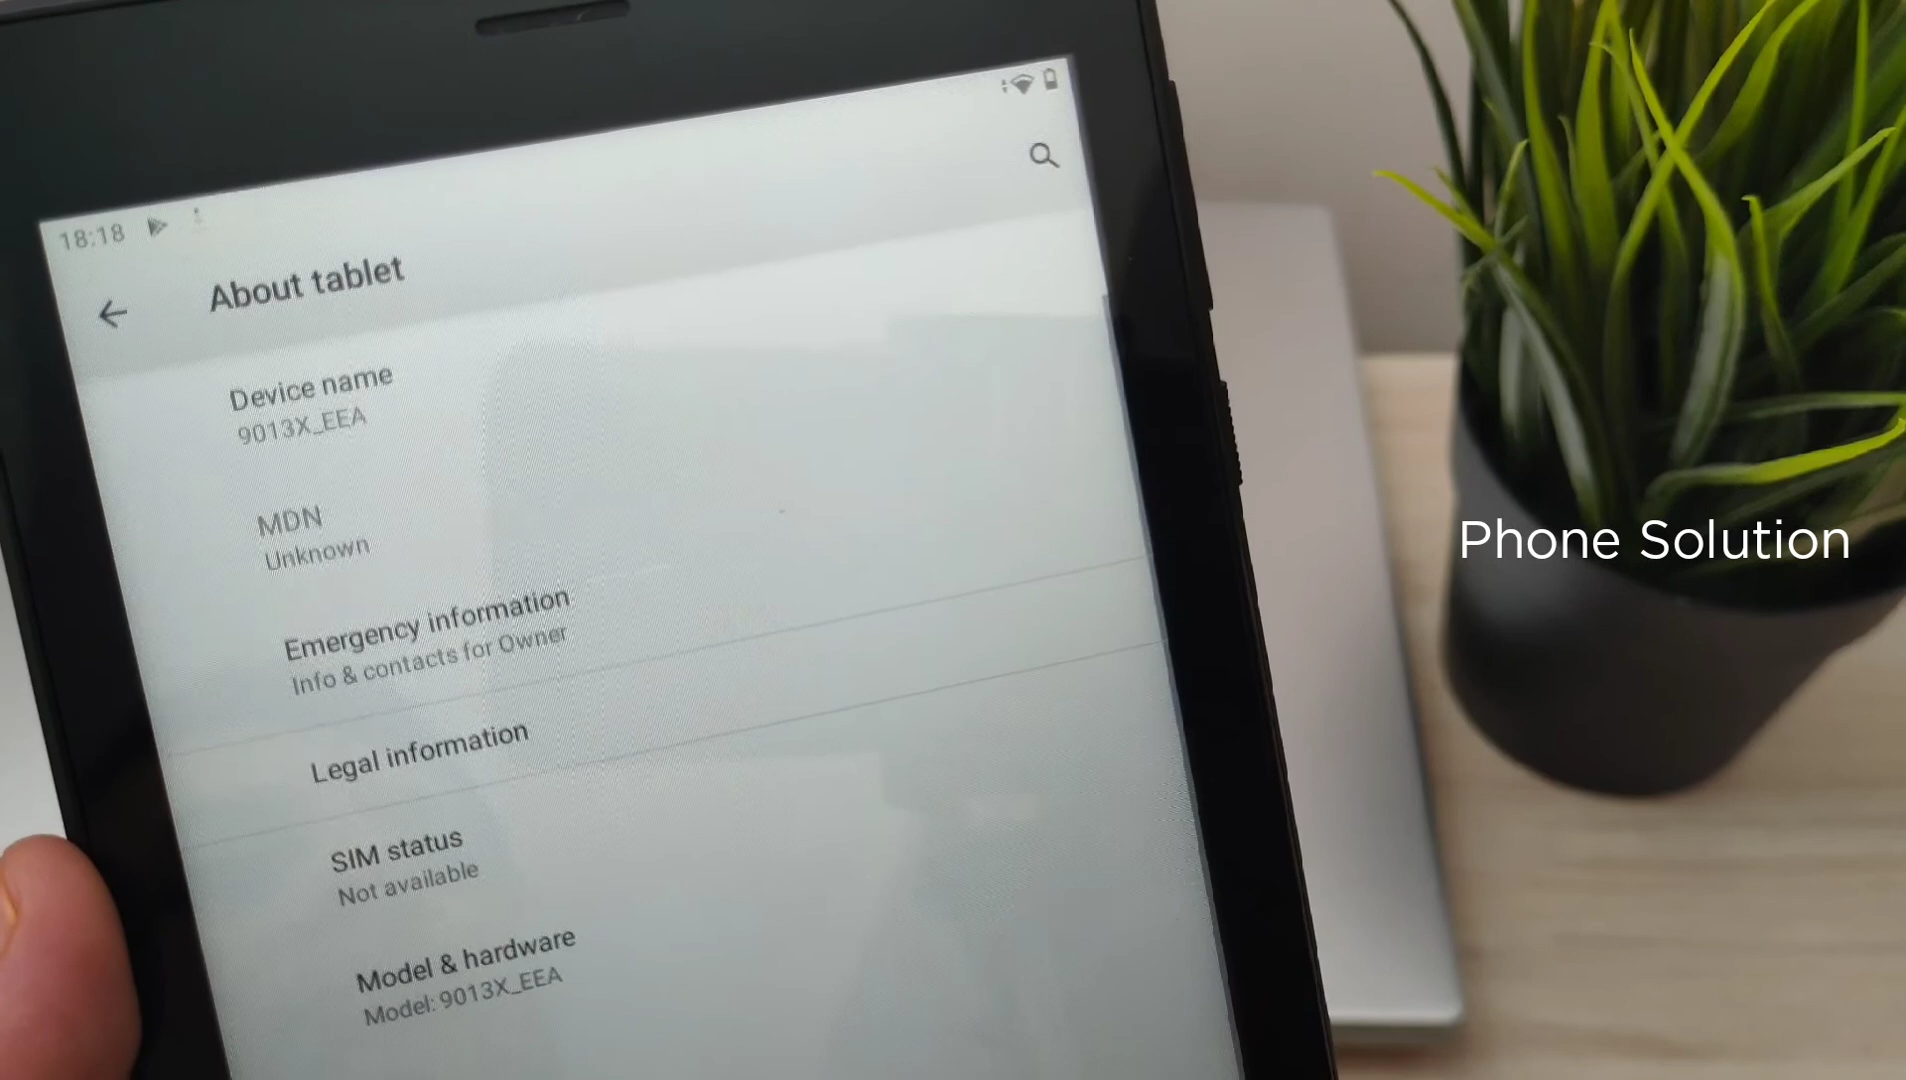 18:18
About tablet
Device name
9013X_EEA
MDN
Unknown
Emergency information
Info & contacts for Owner
Legal information
SIM status
Not available
Model & hardware
Model: 9013X_EEA
Phone Solution